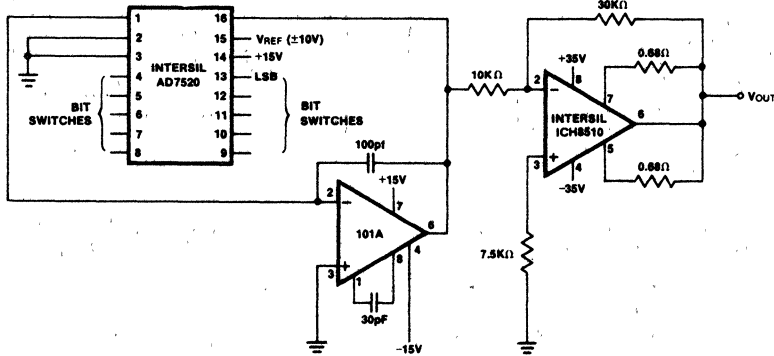 1 16 30KΩ
2 15 VREF (±10V)
3 14 +15V
INTERSIL
AD7520
4 13 LSB
5 12
6 11
7 10
8 9
BIT
SWITCHES
BIT
SWITCHES
+35V
0.68Ω
10KΩ 2 − 8 7
INTERSIL
ICH8510
6 VOUT
3 + 4 5
−35V
0.68Ω
7.5KΩ
100pf
+15V
2 − 7
101A
6
3 + 1 8 4
30pF
−15V